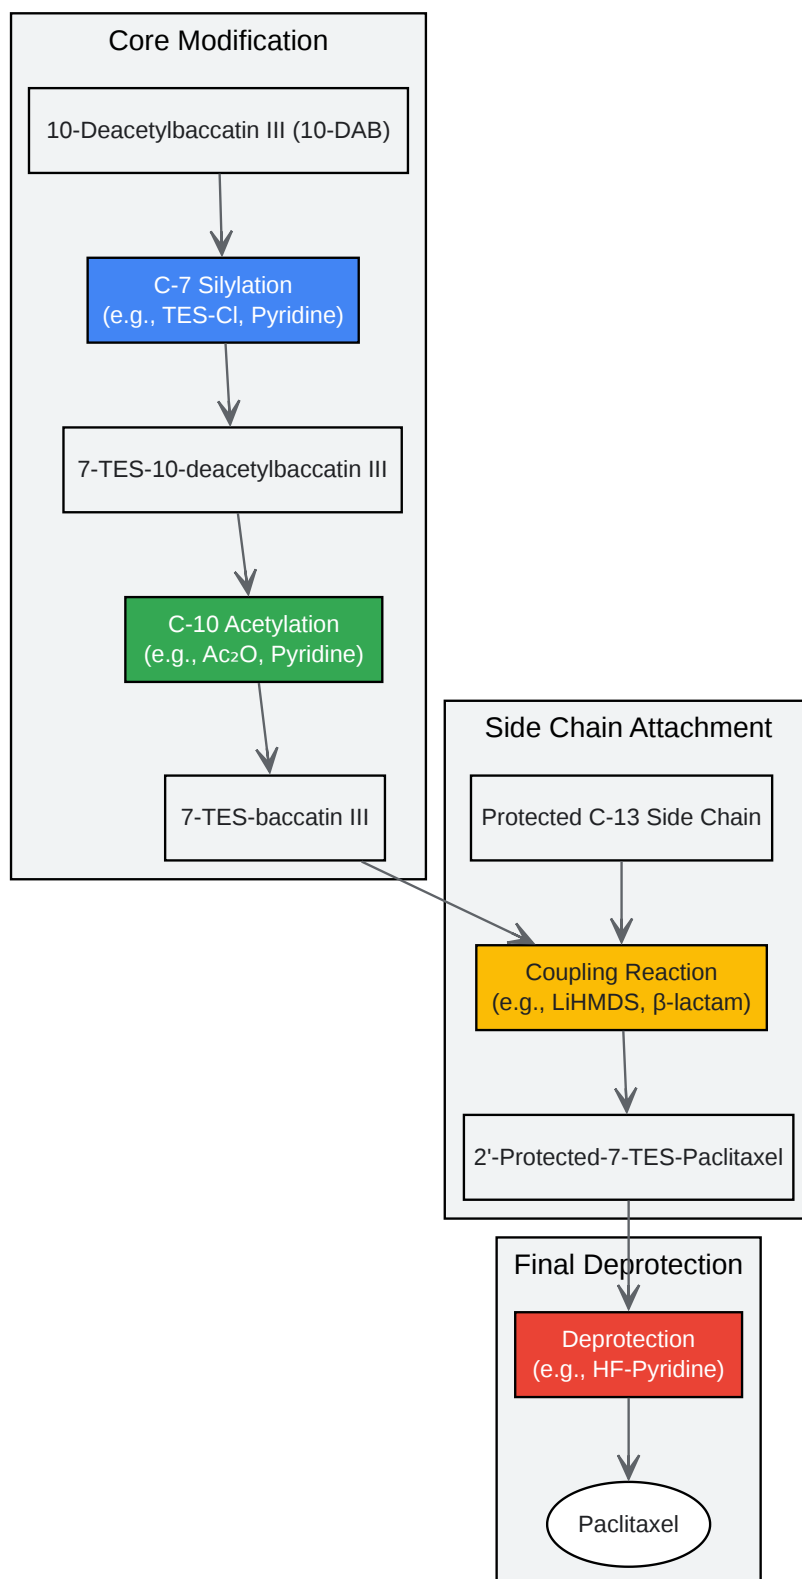 Core Modification
10-Deacetylbaccatin III (10-DAB)
C-7 Silylation
(e.g., TES-Cl, Pyridine)
7-TES-10-deacetylbaccatin III
C-10 Acetylation
(e.g., Ac₂O, Pyridine)
7-TES-baccatin III
Side Chain Attachment
Protected C-13 Side Chain
Coupling Reaction
(e.g., LiHMDS, β-lactam)
2'-Protected-7-TES-Paclitaxel
Final Deprotection
Deprotection
(e.g., HF-Pyridine)
Paclitaxel